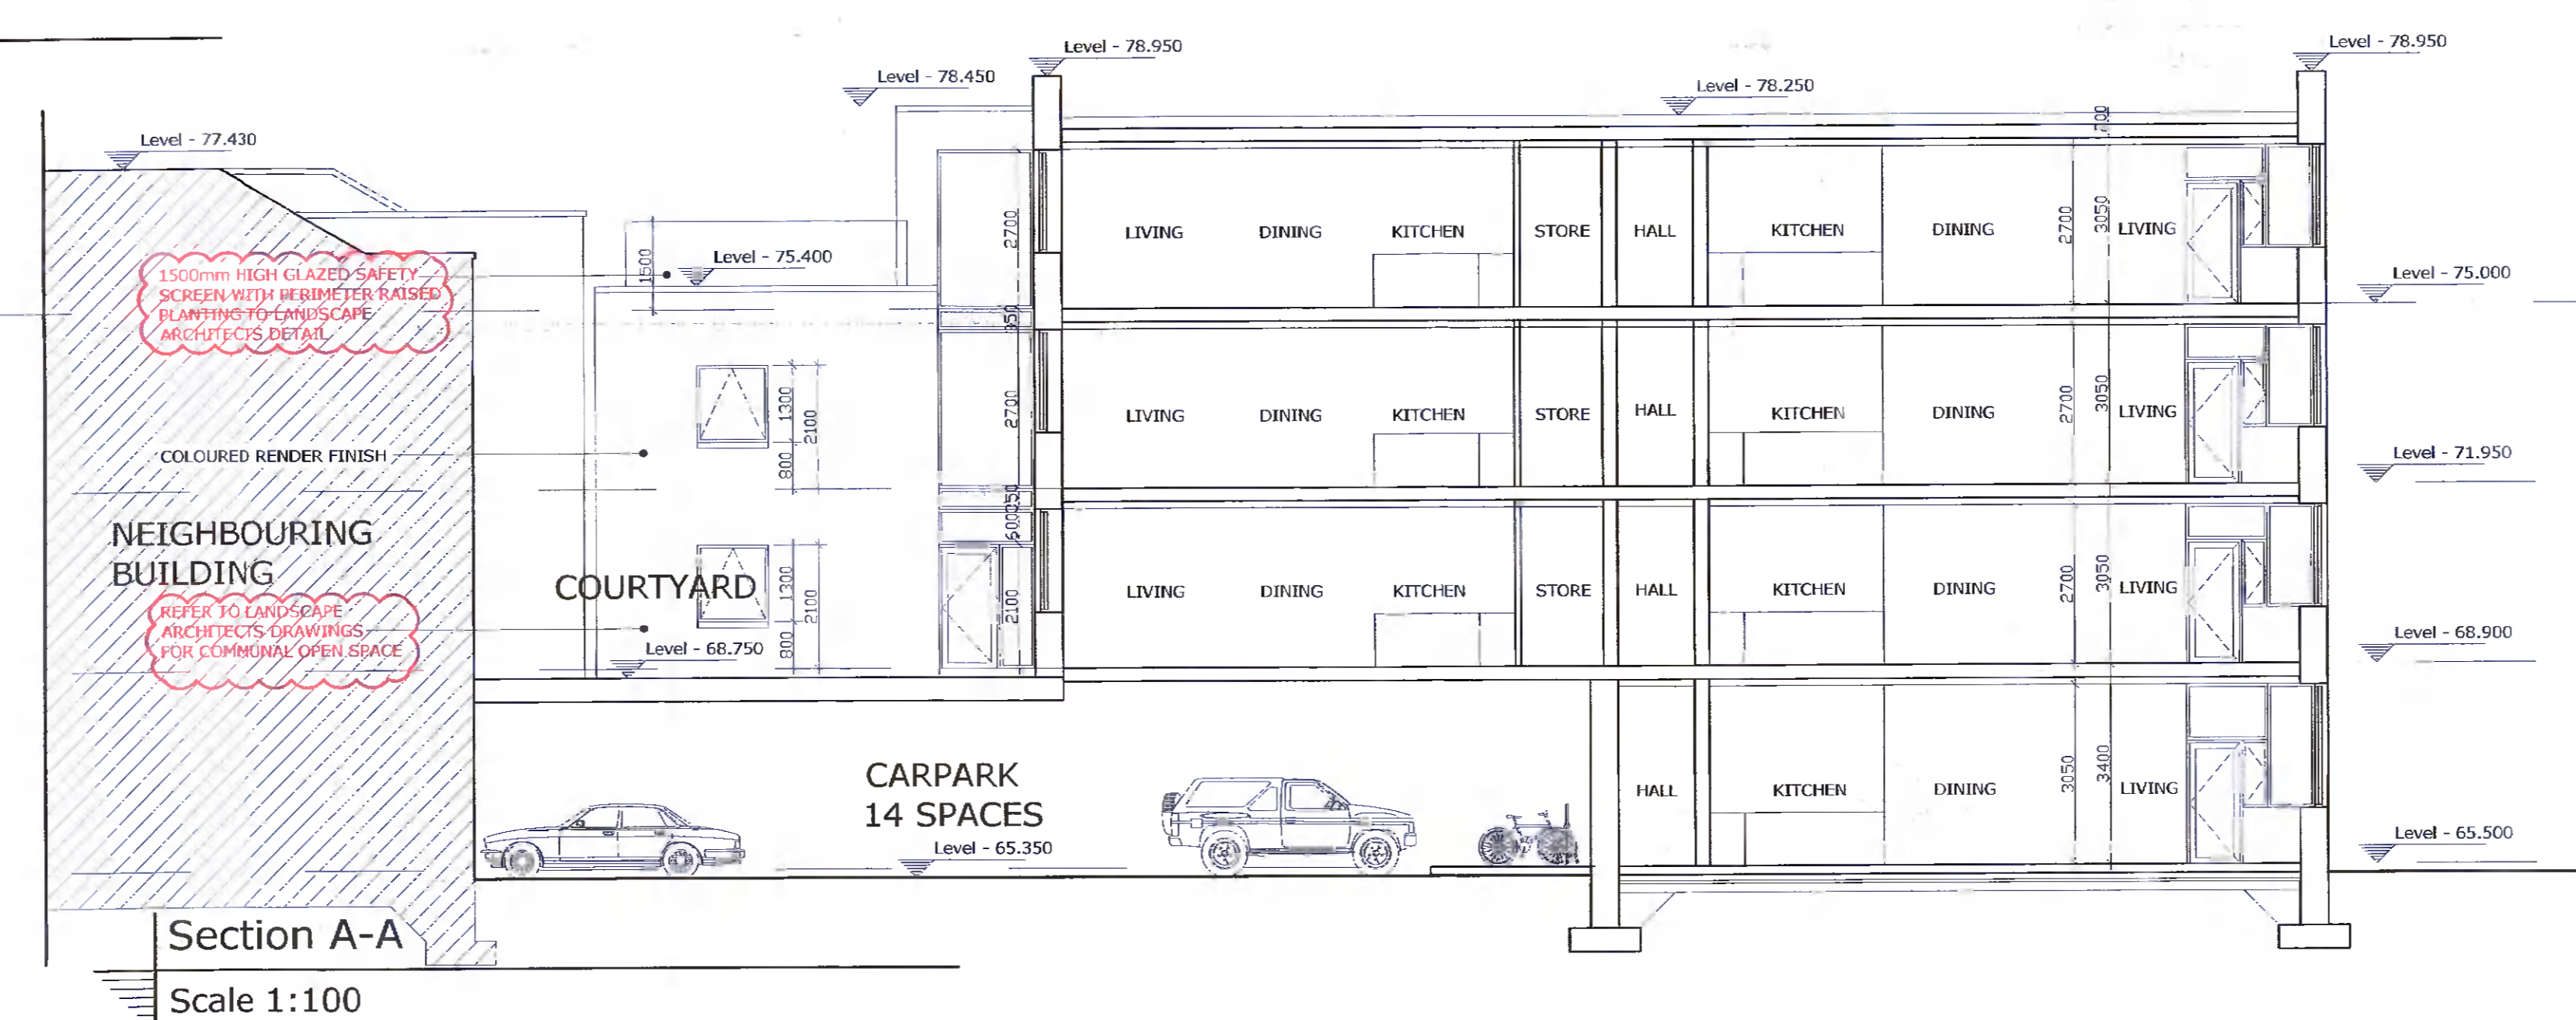 Level - 78.950
Level - 78.950
Level - 78.450
Level - 78.250
Level - 77.430
700
LIVING DINING KITCHEN STORE HALL KITCHEN DINING LIVING
2700
2700
3050
1500mm HIGH GLAZED SAFETY
SCREEN WITH PERIMETER RAISED
PLANTING TO LANDSCAPE
ARCHITECTS DETAIL
1500
Level - 75.400
Level - 75.000
350
LIVING DINING KITCHEN STORE HALL KITCHEN DINING LIVING
1300
2100
800
2700
2700
3050
COLOURED RENDER FINISH
Level - 71.950
NEIGHBOURING
BUILDING
COURTYARD
600
350
LIVING DINING KITCHEN STORE HALL KITCHEN DINING LIVING
1300
2100
800
2100
2700
3050
REFER TO LANDSCAPE
ARCHITECTS DRAWINGS
FOR COMMUNAL OPEN SPACE
Level - 68.750
Level - 68.900
CARPARK
14 SPACES
HALL KITCHEN DINING LIVING
3050
3400
Level - 65.350
Level - 65.500
Section A-A
Scale 1:100